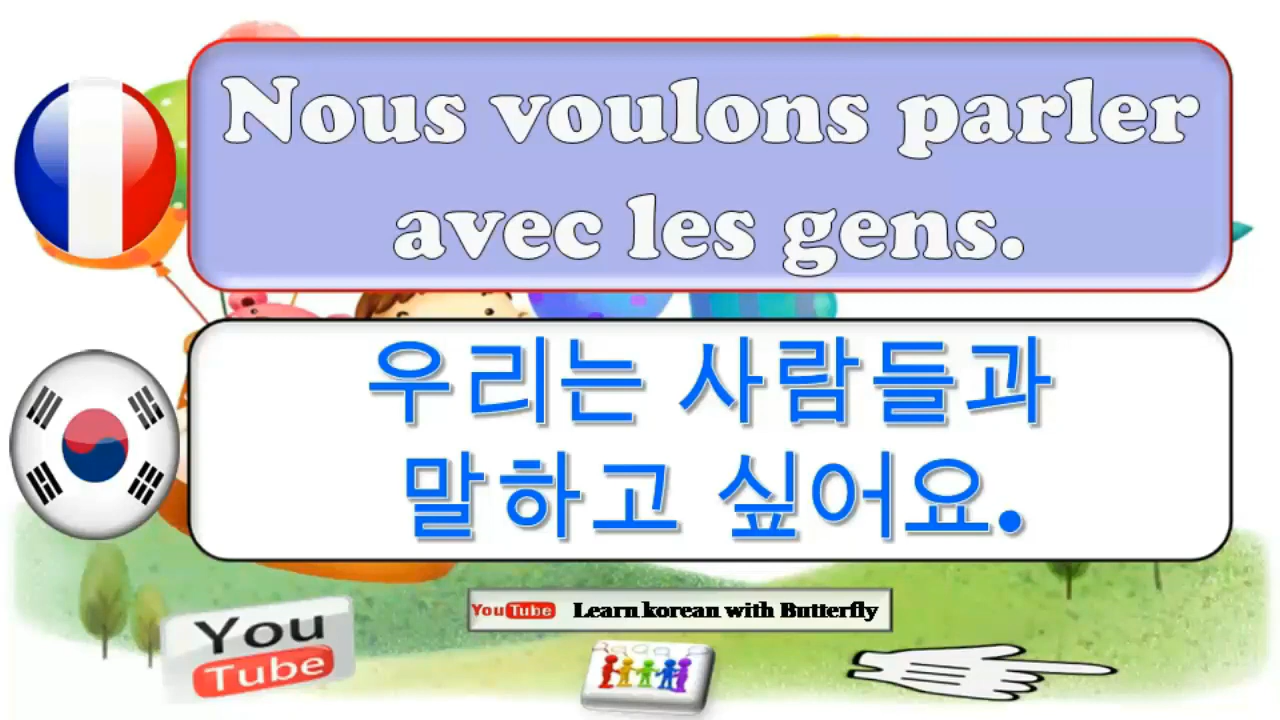 Nous voulons parler
avec les gens.
우리는 사람들과
말하고 싶어요.
YouTube Learn korean with Butterfly
You
Tube